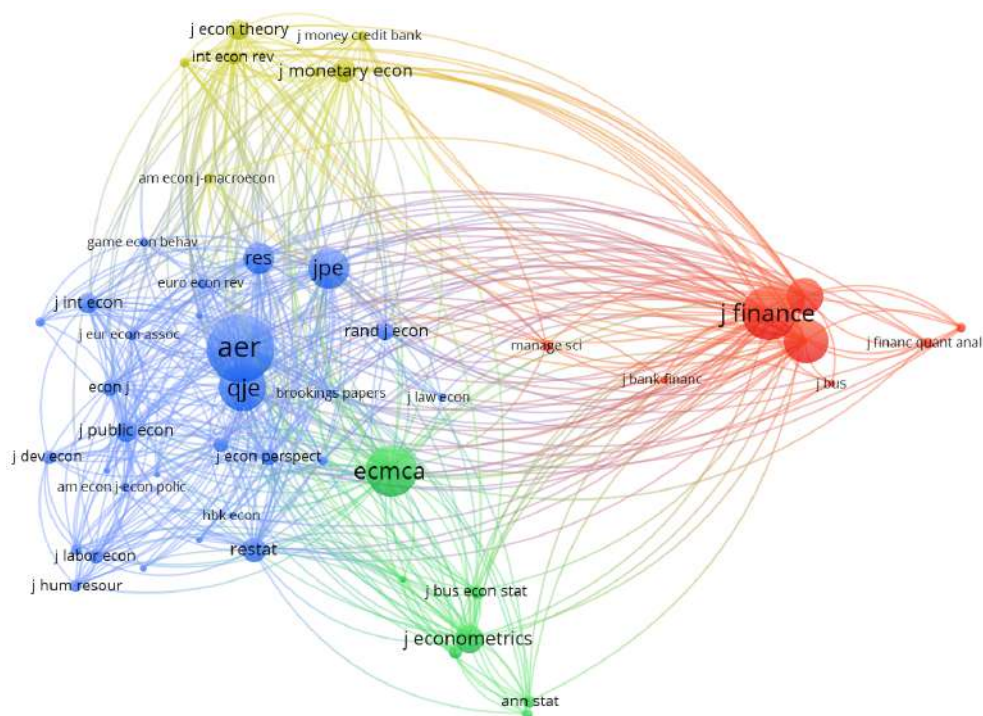 j econ theory
j money credit bank
int econ rev
j monetary econ
am econ j-macroecon
game econ behav
res
jpe
euro econ rev
j int econ
j finance
j eur econ assoc
rand j econ
aer
manage sci
j financ quant anal
econ j
qje
brookings papers
j bank financ
j bus
j law econ
j public econ
j dev econ
j econ perspect
ecmca
am econ j-econ polic
hbk econ
j labor econ
restat
j hum resour
j bus econ stat
j econometrics
ann stat